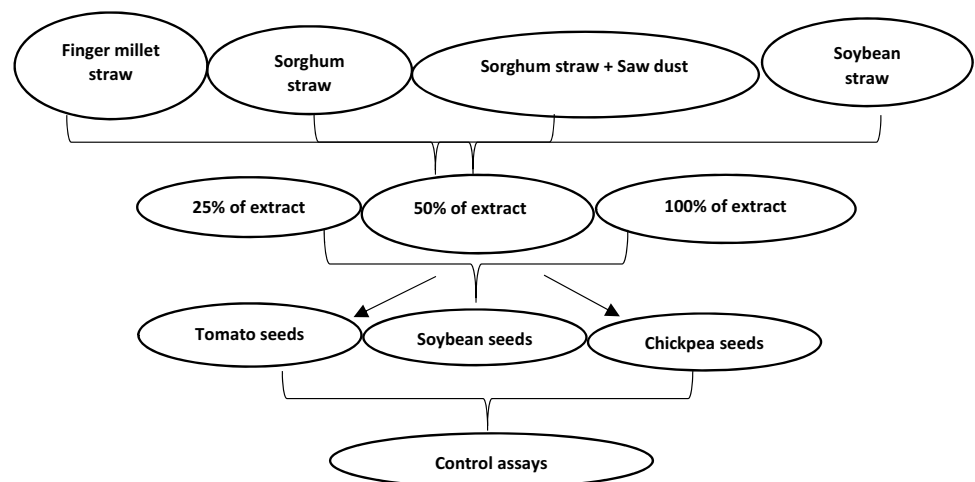 Finger millet
straw
Sorghum
straw
Sorghum straw + Saw dust
Soybean
straw
25% of extract
50% of extract
100% of extract
Tomato seeds
Soybean seeds
Chickpea seeds
Control assays